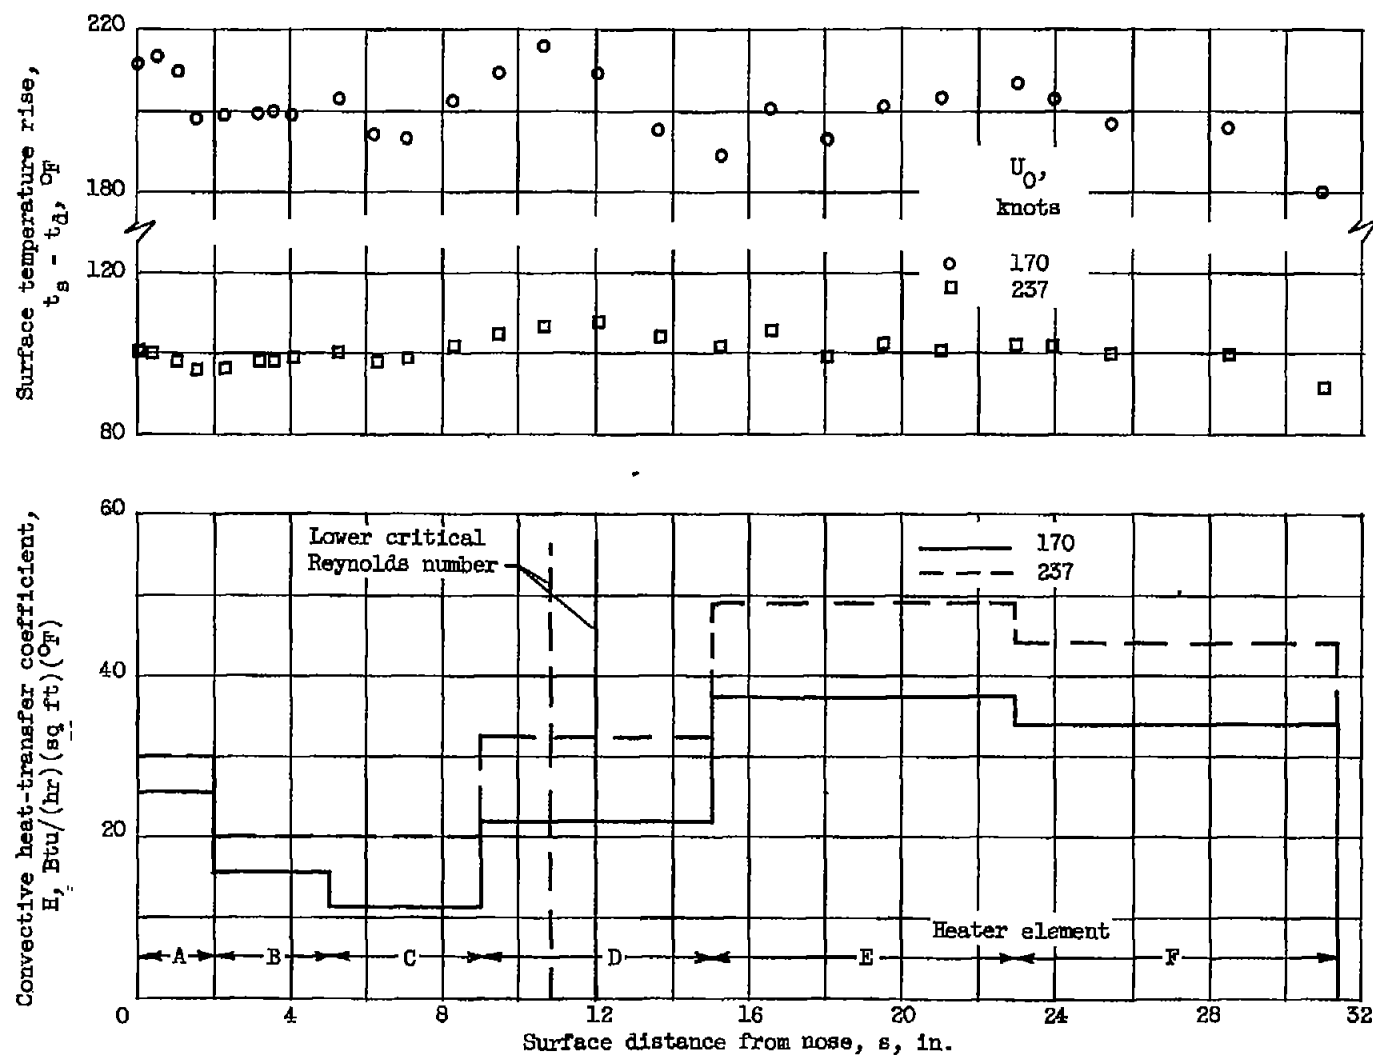 Surface temperature rise,
t_s - t_d, °F
220
180
120
80
U_0,
knots
170
237
Convective heat-transfer coefficient,
H, Btu/(hr)(sq ft)(°F)
60
40
20
0
Lower critical
Reynolds number
170
237
Heater element
A B C D E F
4 8 12 16 20 24 28 32
Surface distance from nose, s, in.